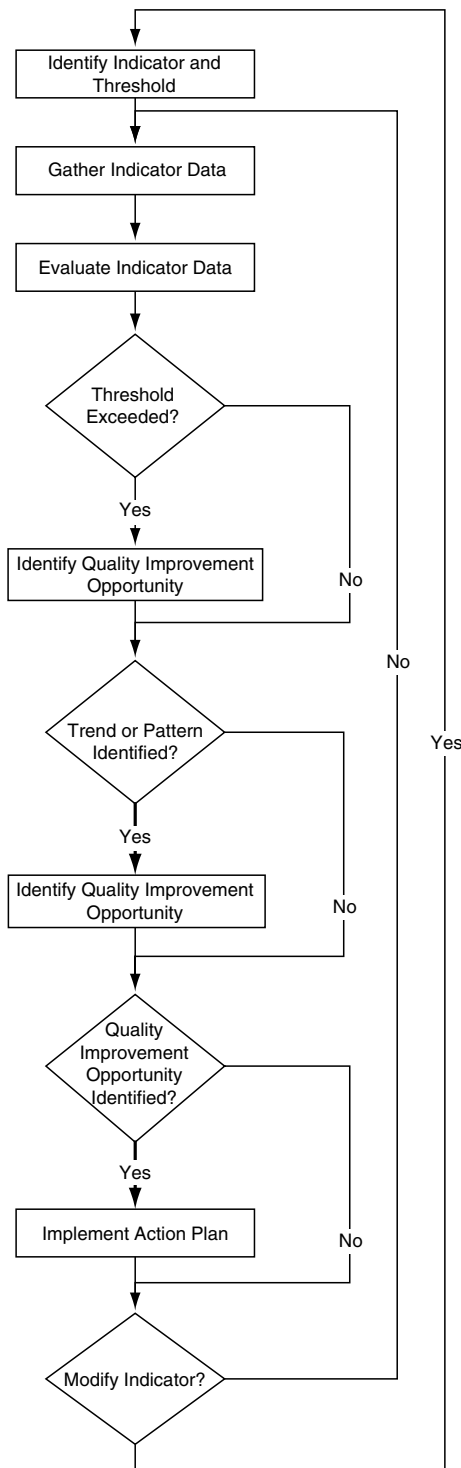 Identify Indicator and
Threshold
Gather Indicator Data
Evaluate Indicator Data
Threshold
Exceeded?
Yes
Identify Quality Improvement
Opportunity
No
No
Trend or Pattern
Identified?
Yes
Yes
Identify Quality Improvement
Opportunity
No
Quality
Improvement
Opportunity
Identified?
Yes
Implement Action Plan
No
Modify Indicator?